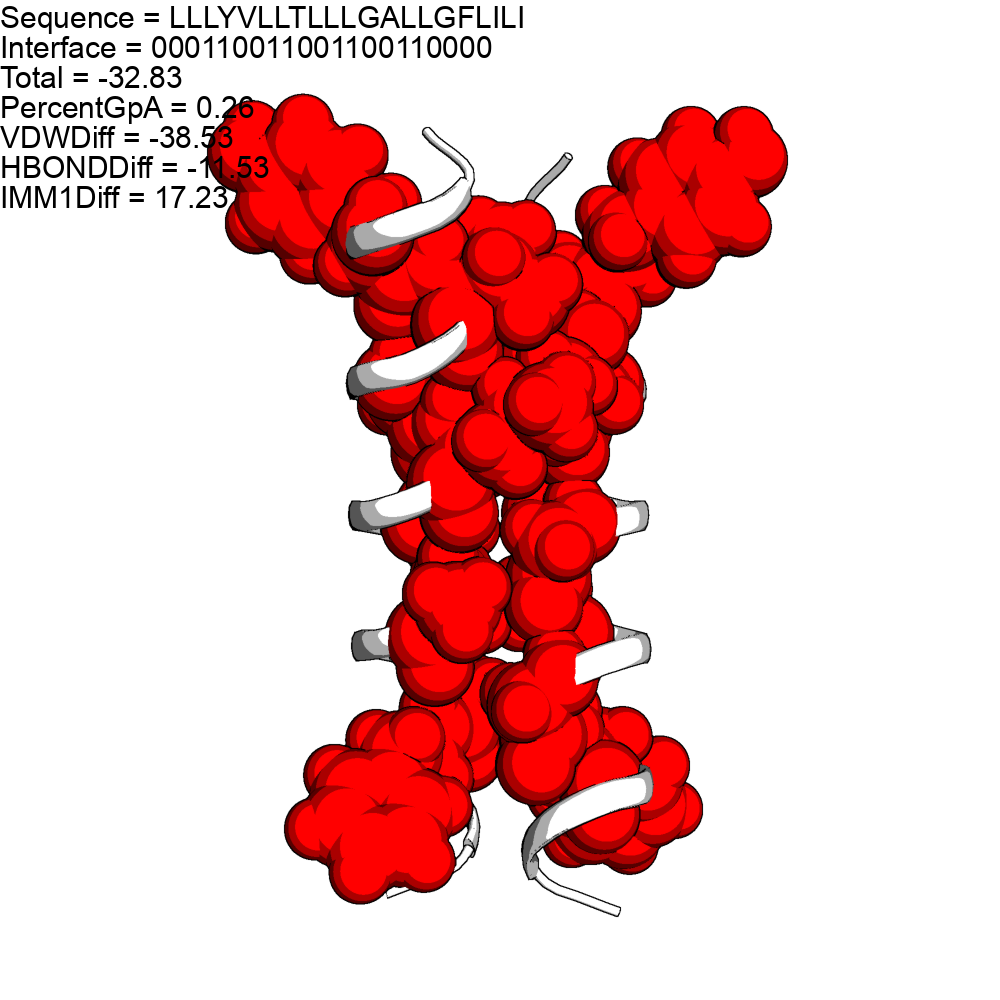 Sequence = LLLYVLLTLLLGALLGFLILI
Interface = 000110011001100110000
Total = -32.83
PercentGpA = 0.26
VDWDiff = -38.53
HBONDDiff = -11.53
IMM1Diff = 17.23